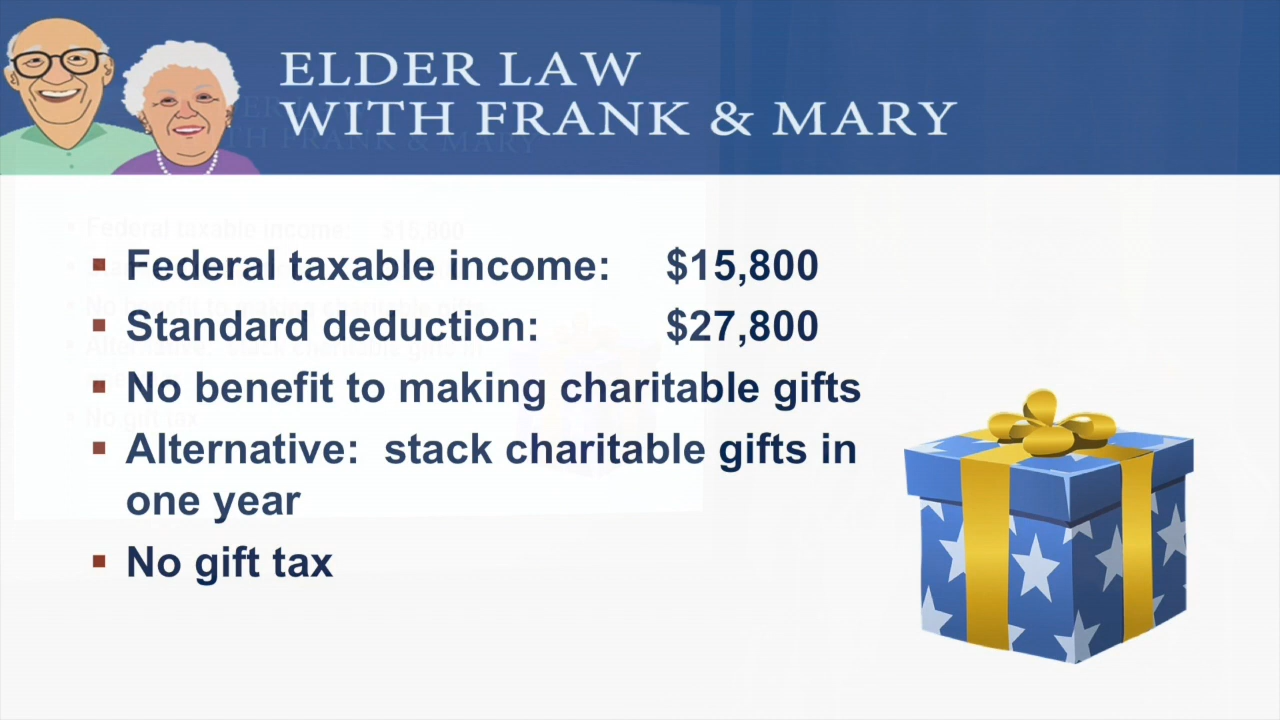 ELDER LAW
WITH FRANK & MARY
Federal taxable income: $15,800
Standard deduction: $27,800
No benefit to making charitable gifts
Alternative: stack charitable gifts in
one year
No gift tax